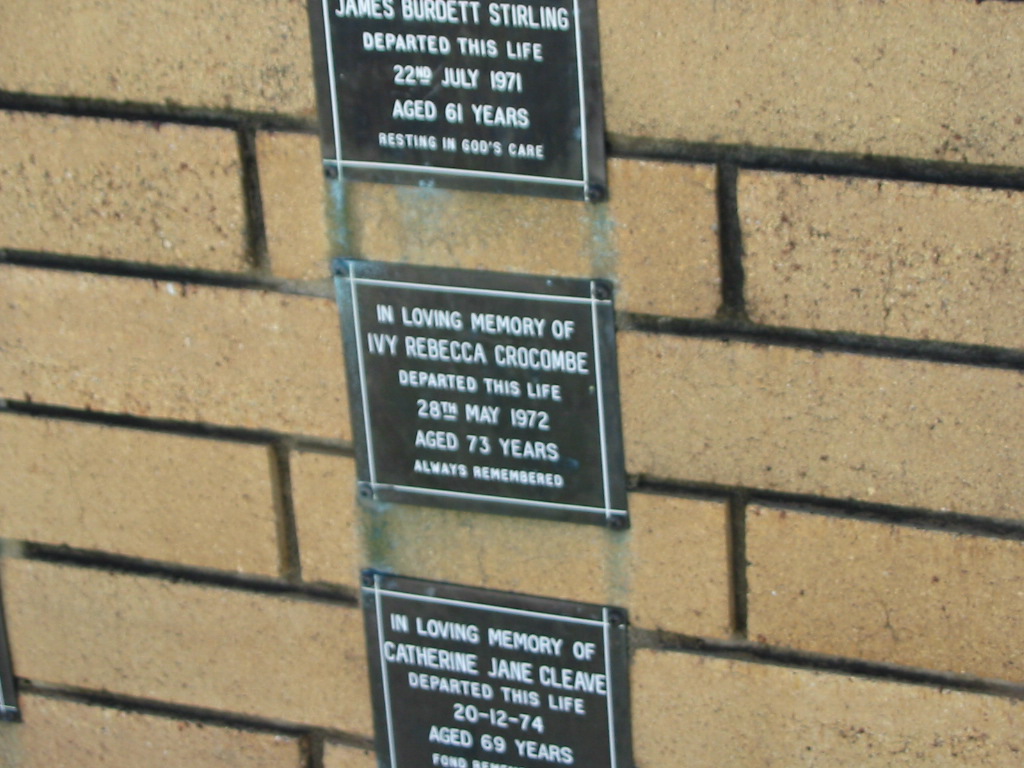 JAMES BURDETT STIRLING
DEPARTED THIS LIFE
22ND JULY 1971
AGED 61 YEARS
RESTING IN GOD'S CARE
IN LOVING MEMORY OF
IVY REBECCA CROCOMBE
DEPARTED THIS LIFE
28TH MAY 1972
AGED 73 YEARS
ALWAYS REMEMBERED
IN LOVING MEMORY OF
CATHERINE JANE CLEAVE
DEPARTED THIS LIFE
20-12-74
AGED 69 YEARS
FOND